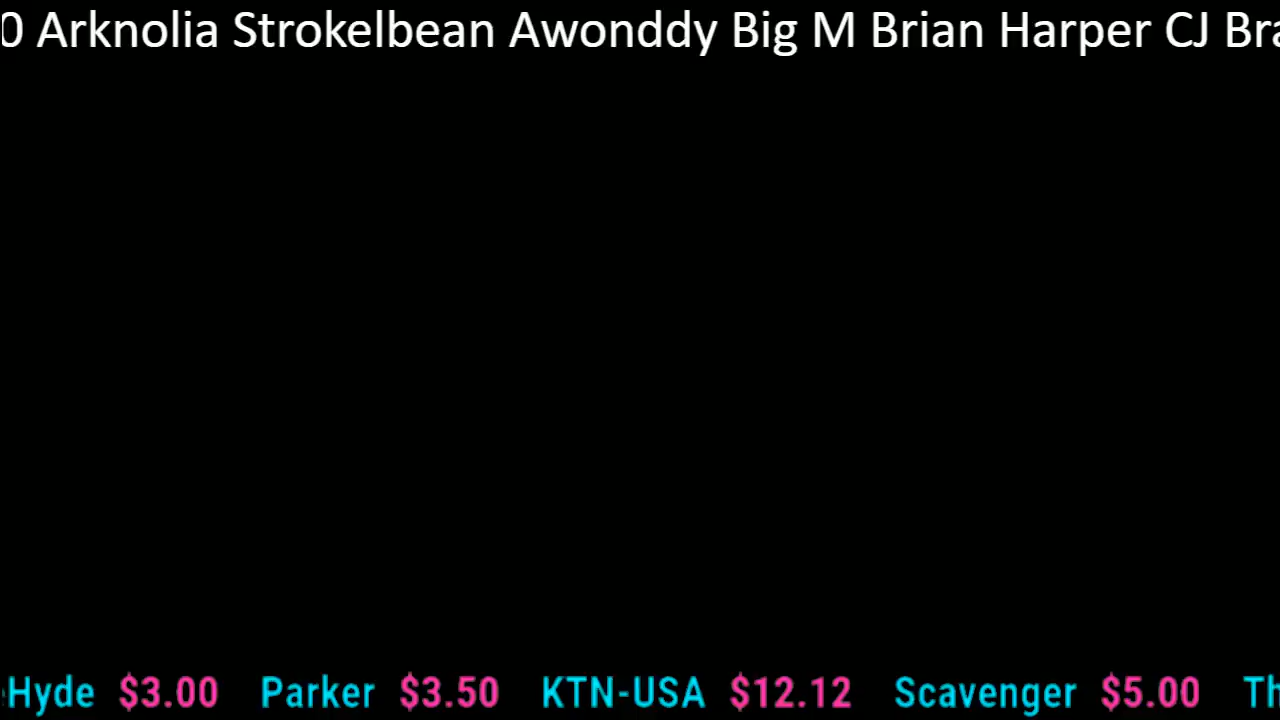 0 Arknolia Strokelbean Awonddy Big M Brian Harper CJ Bra
Hyde $3.00 Parker $3.50 KTN-USA $12.12 Scavenger $5.00 Th